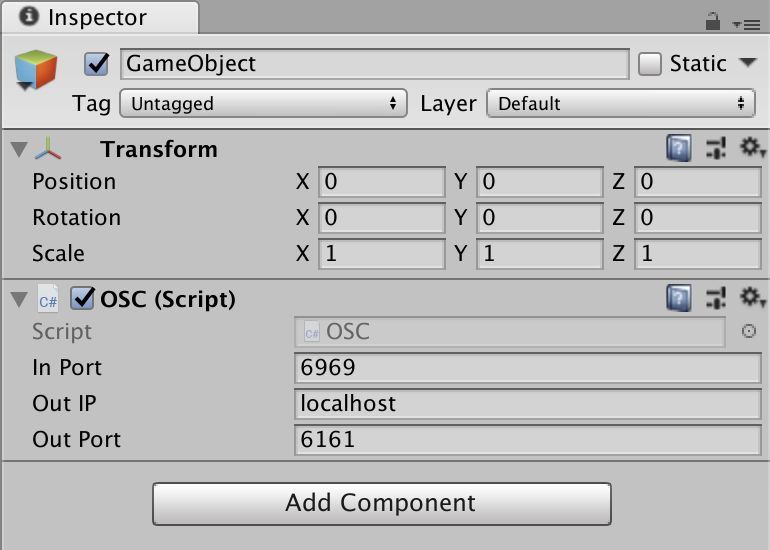 Inspector
GameObject Static
Tag Untagged Layer Default
Transform
Position X 0 Y 0 Z 0
Rotation X 0 Y 0 Z 0
Scale X 1 Y 1 Z 1
C# OSC (Script)
Script C# OSC
In Port 6969
Out IP localhost
Out Port 6161
Add Component